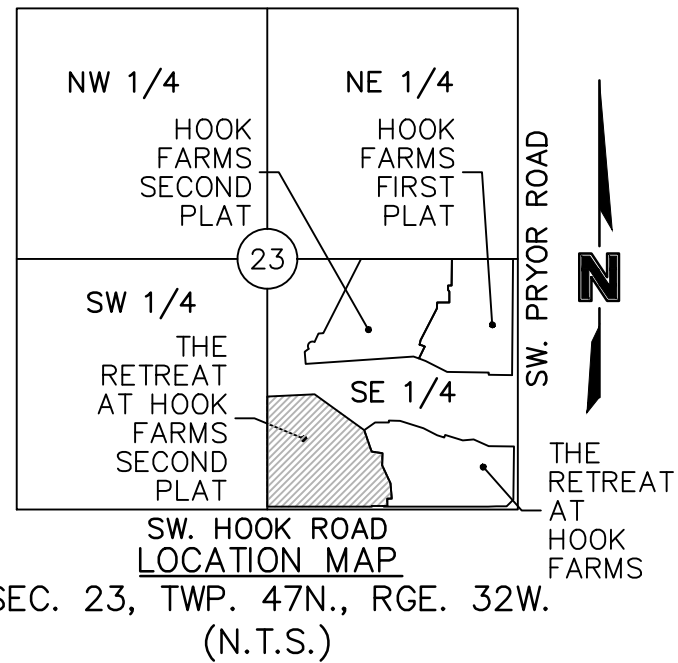 NW 1/4
NE 1/4
HOOK
FARMS
SECOND
PLAT
HOOK
FARMS
FIRST
PLAT
SW. PRYOR ROAD
N
23
SW 1/4
THE
RETREAT
AT HOOK
FARMS
SECOND
PLAT
SE 1/4
THE
RETREAT
AT
HOOK
FARMS
SW. HOOK ROAD
LOCATION MAP
SEC. 23, TWP. 47N., RGE. 32W.
(N.T.S.)